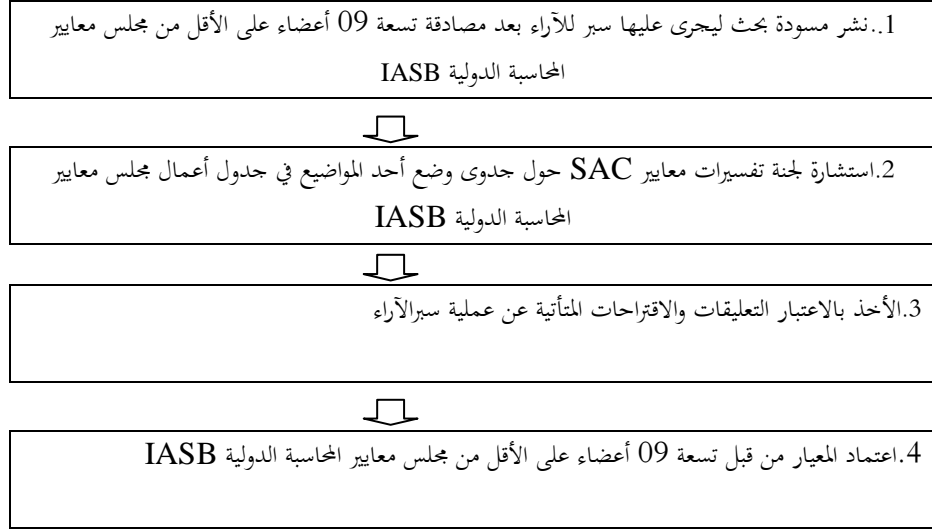 1..نشر مسودة بحث ليجرى عليها سبر للآراء بعد مصادقة تسعة 09 أعضاء على الأقل من مجلس معايير
المحاسبة الدولية IASB
2.استشارة لجنة تفسيرات معايير SAC حول جدوى وضع أحد المواضيع في جدول أعمال مجلس معايير
المحاسبة الدولية IASB
3.الأخذ بالاعتبار التعليقات والاقتراحات المتأتية عن عملية سبرالآراء
4.اعتماد المعيار من قبل تسعة 09 أعضاء على الأقل من مجلس معايير المحاسبة الدولية IASB